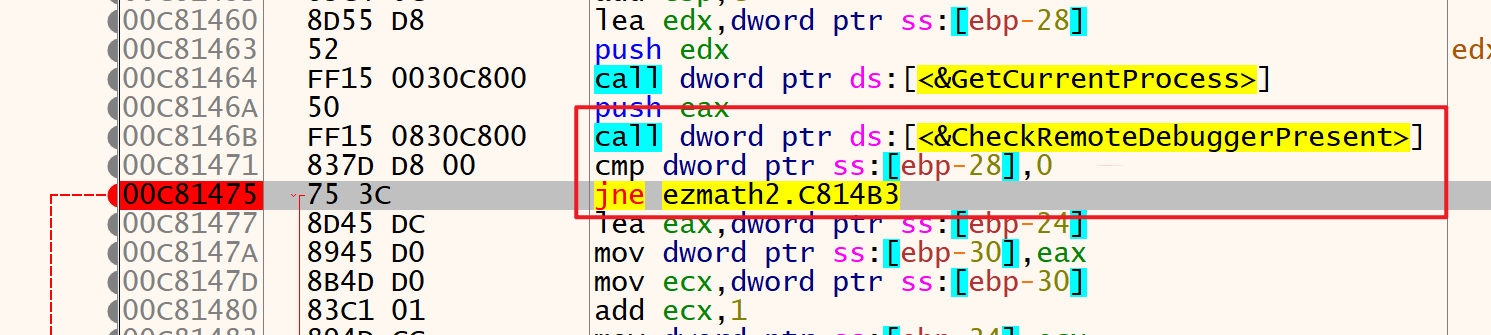 00C81460 8D55 D8 lea edx,dword ptr ss:[ebp-28]
00C81463 52 push edx edx
00C81464 FF15 0030C800 call dword ptr ds:[<&GetCurrentProcess>]
00C8146A 50 push eax
00C8146B FF15 0830C800 call dword ptr ds:[<&CheckRemoteDebuggerPresent>]
00C81471 837D D8 00 cmp dword ptr ss:[ebp-28],0
00C81475 75 3C jne ezmath2.C814B3
00C81477 8D45 DC lea eax,dword ptr ss:[ebp-24]
00C8147A 8945 D0 mov dword ptr ss:[ebp-30],eax
00C8147D 8B4D D0 mov ecx,dword ptr ss:[ebp-30]
00C81480 83C1 01 add ecx,1